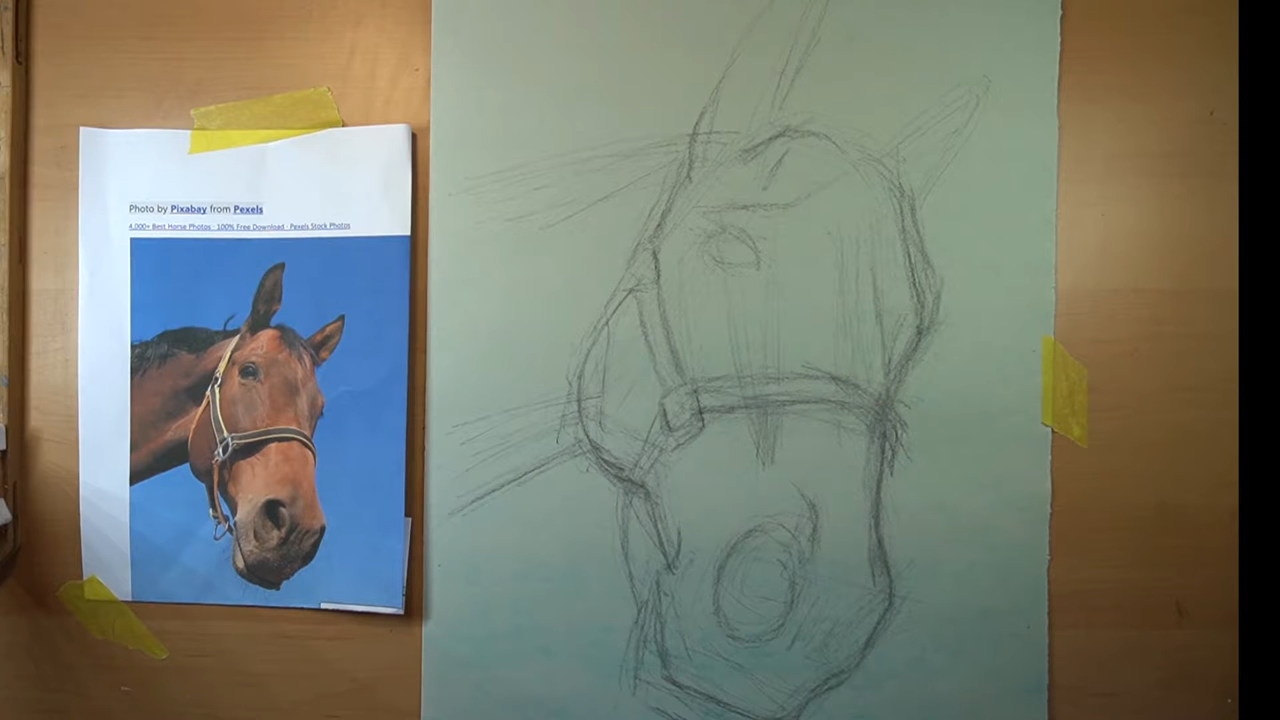 Photo by Pixabay from Pexels
4,000+ Best Horse Photos · 100% Free Download · Pexels Stock Photos